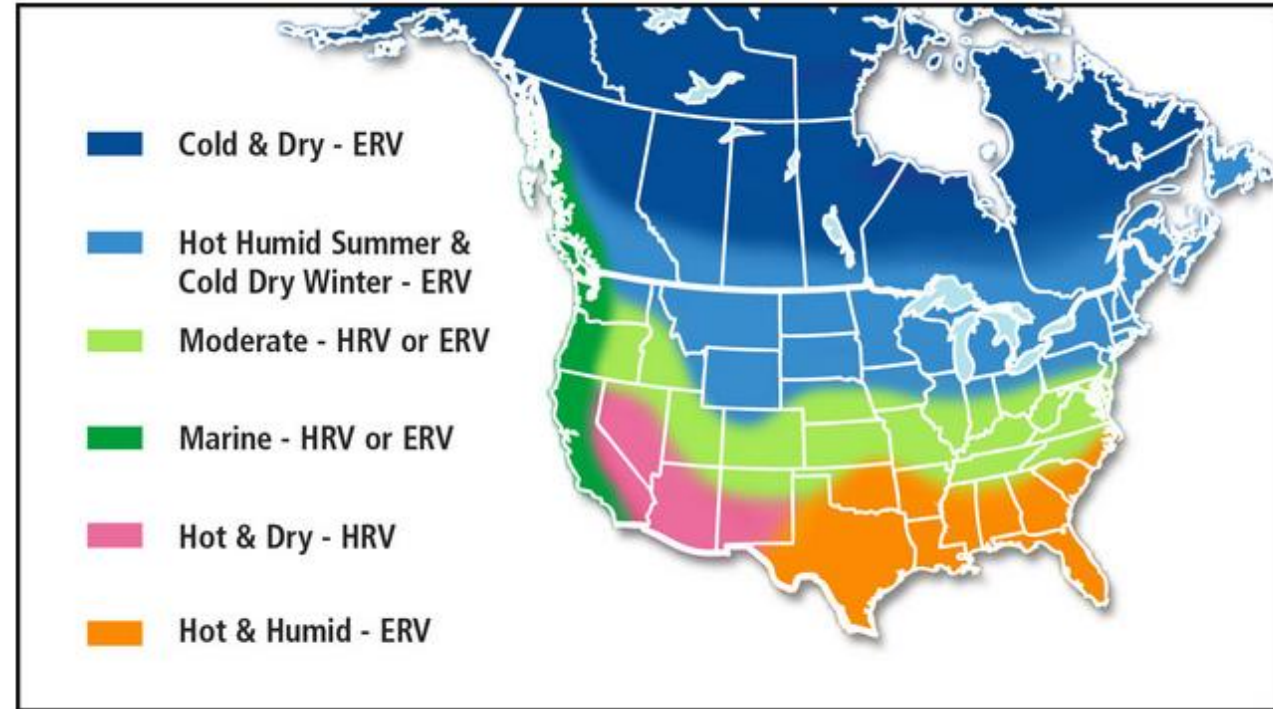 Cold & Dry - ERV
Hot Humid Summer &
Cold Dry Winter - ERV
Moderate - HRV or ERV
Marine - HRV or ERV
Hot & Dry - HRV
Hot & Humid - ERV